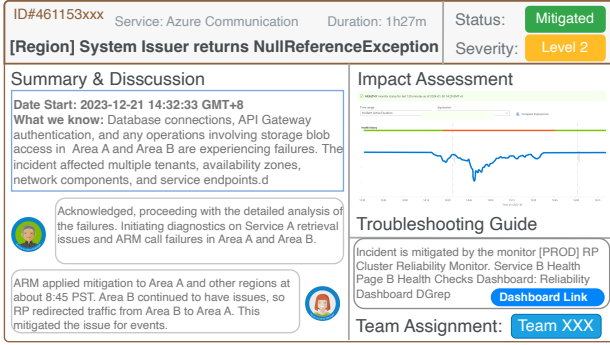 ID#461153xxx
Service: Azure Communication
Duration: 1h27m
Status:
Mitigated
[Region] System Issuer returns NullReferenceException
Severity:
Level 2
Summary & Disscussion
Date Start: 2023-12-21 14:32:33 GMT+8
What we know: Database connections, API Gateway
authentication, and any operations involving storage blob
access in Area A and Area B are experiencing failures. The
incident affected multiple tenants, availability zones,
network components, and service endpoints.d
Acknowledged, proceeding with the detailed analysis of
the failures. Initiating diagnostics on Service A retrieval
issues and ARM call failures in Area A and Area B.
ARM applied mitigation to Area A and other regions at
about 8:45 PST. Area B continued to have issues, so
RP redirected traffic from Area B to Area A. This
mitigated the issue for events.
Impact Assessment
Troubleshooting Guide
Incident is mitigated by the monitor [PROD] RP
Cluster Reliability Monitor. Service B Health
Page B Health Checks Dashboard: Reliability
Dashboard DGrep
Dashboard Link
Team Assignment:
Team XXX